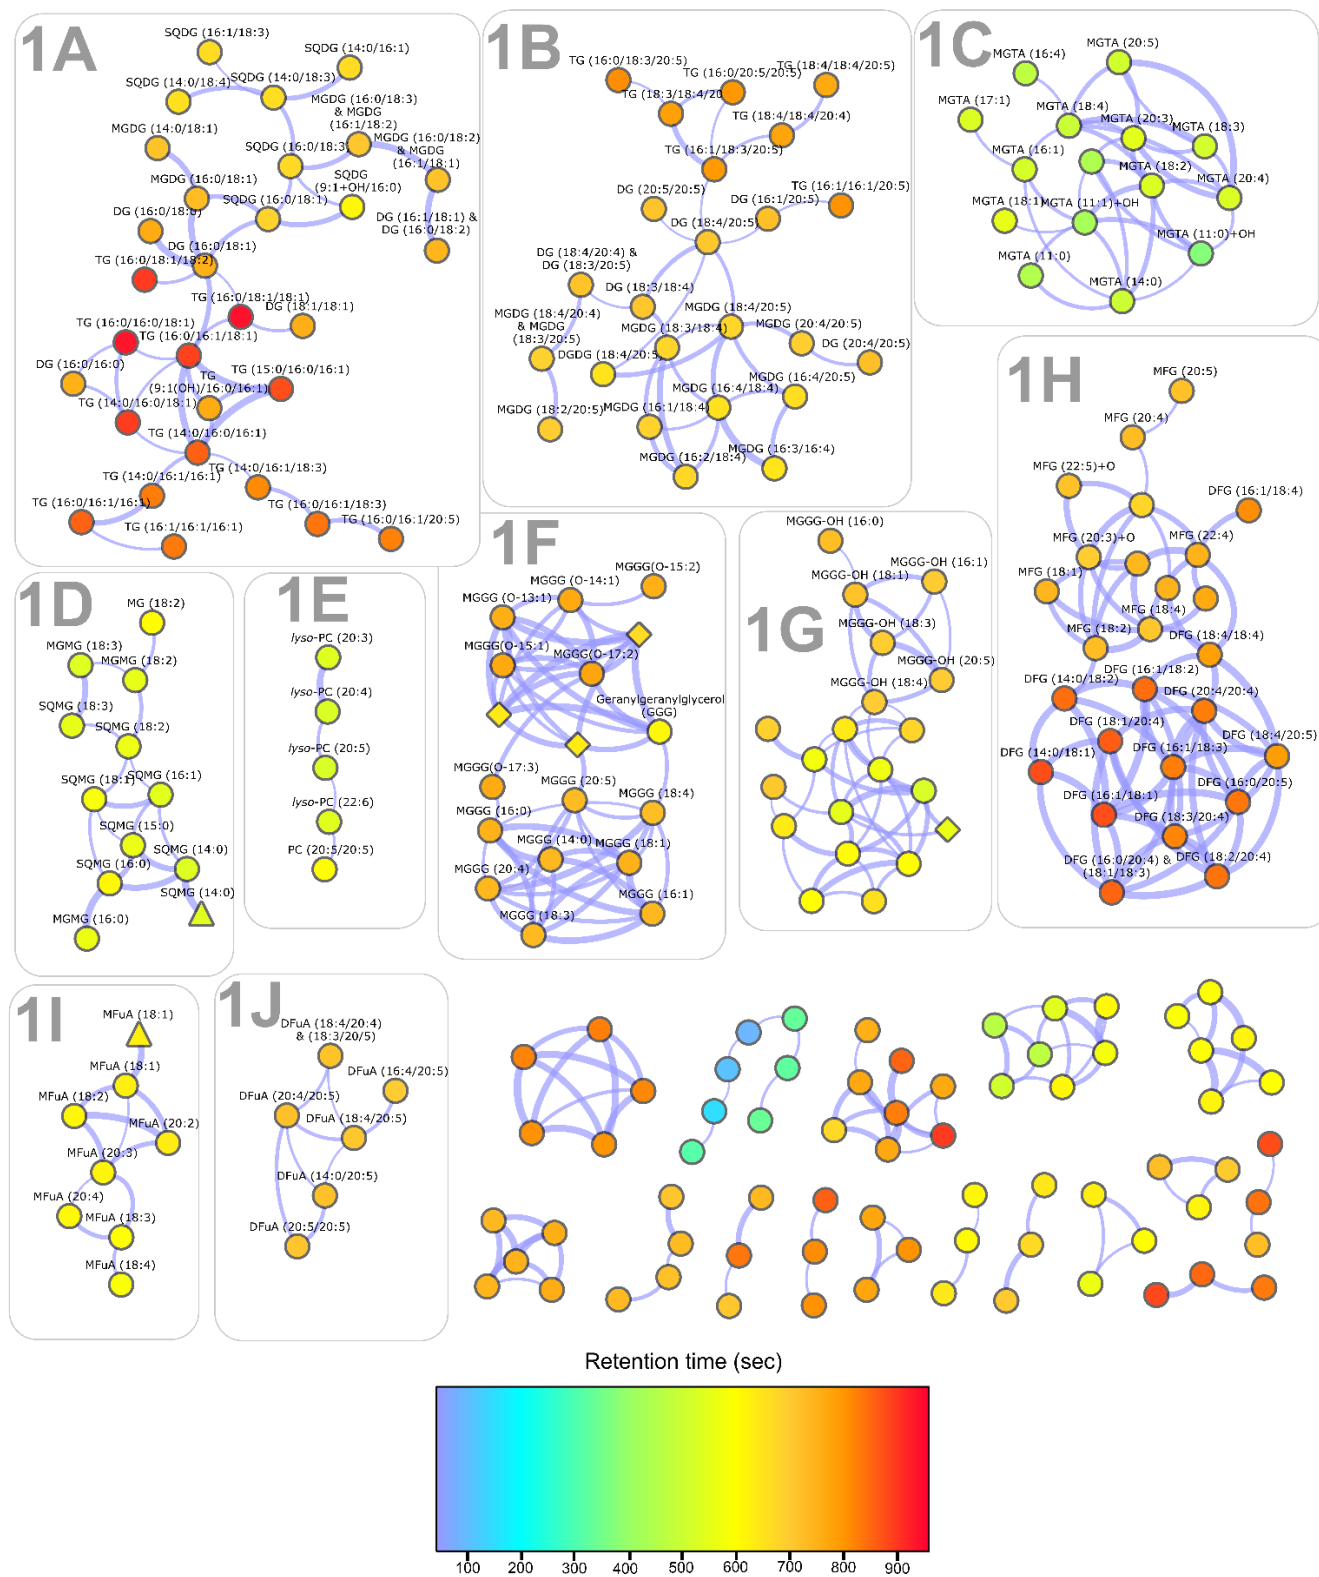 1A
SQDG (16:1/18:3)
SQDG (14:0/16:1)
SQDG (14:0/18:4)
SQDG (14:0/18:3)
MGDG (16:0/18:3)
& MGDG
(16:1/18:2)
MGDG (14:0/18:1)
MGDG (16:0/18:2)
& MGDG
(16:1/18:1)
SQDG (16:0/18:3)
SQDG
(9:1+OH/16:0)
MGDG (16:0/18:1)
SQDG (16:0/18:1)
DG (16:0/18:0)
DG (16:1/18:1) &
DG (16:0/18:2)
DG (16:0/18:1)
TG (16:0/18:1/18:2)
TG (16:0/18:1/18:1)
DG (18:1/18:1)
TG (16:0/16:0/18:1)
TG (16:0/16:1/18:1)
DG (16:0/16:0)
TG (15:0/16:0/16:1)
TG
(9:1(OH)/16:0/16:1)
TG (14:0/16:0/18:1)
TG (14:0/16:0/16:1)
TG (14:0/16:1/16:1)
TG (14:0/16:1/18:3)
TG (16:0/16:1/16:1)
TG (16:0/16:1/18:3)
TG (16:1/16:1/16:1)
TG (16:0/16:1/20:5)
1B
TG (16:0/18:3/20:5)
TG (16:0/20:5/20:5)
TG (18:4/18:4/20:5)
TG (18:3/18:4/20
TG (18:4/18:4/20:4)
TG (16:1/18:3/20:5)
DG (20:5/20:5)
DG (16:1/20:5)
TG (16:1/16:1/20:5)
DG (18:4/20:5)
DG (18:4/20:4) &
DG (18:3/20:5)
DG (18:3/18:4)
MGDG (18:4/20:4)
& MGDG
(18:3/20:5)
MGDG (18:3/18:4)
MGDG (18:4/20:5)
MGDG (20:4/20:5)
DG (20:4/20:5)
DGDG (18:4/20:5)
MGDG (16:4/20:5)
MGDG (16:4/18:4)
MGDG (18:2/20:5)
MGDG (16:1/18:4)
MGDG (16:3/16:4)
MGDG (16:2/18:4)
1C
MGTA (20:5)
MGTA (16:4)
MGTA (17:1)
MGTA (18:4)
MGTA (20:3)
MGTA (18:3)
MGTA (16:1)
MGTA (18:2)
MGTA (20:4)
MGTA (18:1)
MGTA (11:1)+OH
MGTA (11:0)+OH
MGTA (11:0)
MGTA (14:0)
1H
MFG (20:5)
MFG (20:4)
MFG (22:5)+O
DFG (16:1/18:4)
MFG (20:3)+O
MFG (22:4)
MFG (18:1)
MFG (18:4)
MFG (18:2)
DFG (18:4/18:4)
DFG (14:0/18:2)
DFG (16:1/18:2)
DFG (20:4/20:4)
DFG (18:1/20:4)
DFG (18:4/20:5)
DFG (14:0/18:1)
DFG (16:1/18:3)
DFG (16:0/20:5)
DFG (16:1/18:1)
DFG (18:3/20:4)
DFG (16:0/20:4) &
(18:1/18:3)
DFG (18:2/20:4)
1D
MG (18:2)
MGMG (18:3)
MGMG (18:2)
SQMG (18:3)
SQMG (18:2)
SQMG (18:1)
SQMG (16:1)
SQMG (15:0)
SQMG (16:0)
SQMG (14:0)
SQMG (14:0)
MGMG (16:0)
1E
lyso-PC (20:3)
lyso-PC (20:4)
lyso-PC (20:5)
lyso-PC (22:6)
PC (20:5/20:5)
1F
MGGG(O-15:2)
MGGG (O-14:1)
MGGG (O-13:1)
MGGG(O-15:1)
MGGG(O-17:2)
Geranylgeranylglycerol
(GGG)
MGGG(O-17:3)
MGGG (20:5)
MGGG (18:4)
MGGG (16:0)
MGGG (14:0)
MGGG (18:1)
MGGG (20:4)
MGGG (16:1)
MGGG (18:3)
1G
MGGG-OH (16:0)
MGGG-OH (16:1)
MGGG-OH (18:1)
MGGG-OH (18:3)
MGGG-OH (20:5)
MGGG-OH (18:4)
1I
MFuA (18:1)
MFuA (18:1)
MFuA (18:2)
MFuA (20:2)
MFuA (20:3)
MFuA (20:4)
MFuA (18:3)
MFuA (18:4)
1J
DFuA (18:4/20:4)
& (18:3/20/5)
DFuA (16:4/20:5)
DFuA (20:4/20:5)
DFuA (18:4/20:5)
DFuA (14:0/20:5)
DFuA (20:5/20:5)
Retention time (sec)
100 200 300 400 500 600 700 800 900